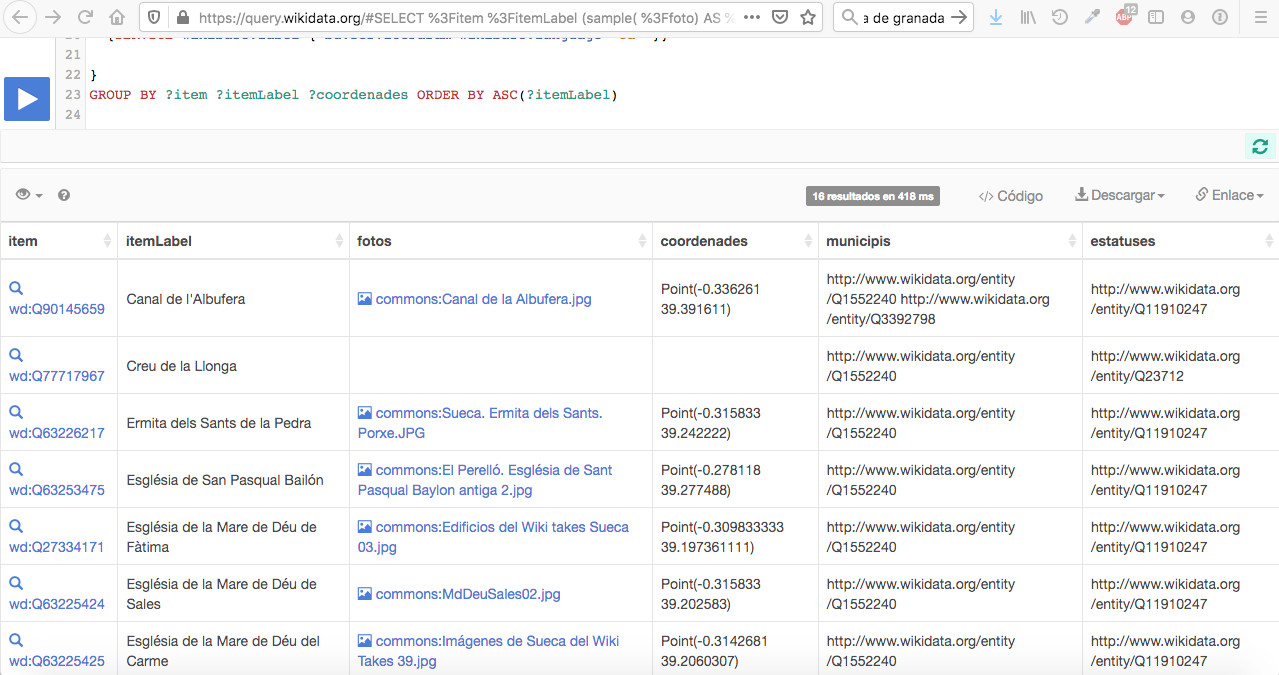 https://query.wikidata.org/#SELECT %3Fitem %3FitemLabel (sample( %3Ffoto) AS %
a de granada
12
ABP
21
22 }
23 GROUP BY ?item ?itemLabel ?coordenades ORDER BY ASC(?itemLabel)
24
16 resultados en 418 ms
</> Código
Descargar
Enlace
item itemLabel fotos coordenades municipis estatuses
wd:Q90145659
Canal de l'Albufera
commons:Canal de la Albufera.jpg
Point(-0.336261
39.391611)
http://www.wikidata.org/entity
/Q1552240 http://www.wikidata.org
/entity/Q3392798
http://www.wikidata.org
/entity/Q11910247
wd:Q77717967
Creu de la Llonga
http://www.wikidata.org/entity
/Q1552240
http://www.wikidata.org
/entity/Q23712
wd:Q63226217
Ermita dels Sants de la Pedra
commons:Sueca. Ermita dels Sants.
Porxe.JPG
Point(-0.315833
39.242222)
http://www.wikidata.org/entity
/Q1552240
http://www.wikidata.org
/entity/Q11910247
wd:Q63253475
Església de San Pasqual Bailón
commons:El Perelló. Església de Sant
Pasqual Baylon antiga 2.jpg
Point(-0.278118
39.277488)
http://www.wikidata.org/entity
/Q1552240
http://www.wikidata.org
/entity/Q11910247
wd:Q27334171
Església de la Mare de Déu de
Fàtima
commons:Edificios del Wiki takes Sueca
03.jpg
Point(-0.309833333
39.197361111)
http://www.wikidata.org/entity
/Q1552240
http://www.wikidata.org
/entity/Q11910247
wd:Q63225424
Església de la Mare de Déu de
Sales
commons:MdDeuSales02.jpg
Point(-0.315833
39.202583)
http://www.wikidata.org/entity
/Q1552240
http://www.wikidata.org
/entity/Q11910247
wd:Q63225425
Església de la Mare de Déu del
Carme
commons:Imágenes de Sueca del Wiki
Takes 39.jpg
Point(-0.3142681
39.2060307)
http://www.wikidata.org/entity
/Q1552240
http://www.wikidata.org
/entity/Q11910247